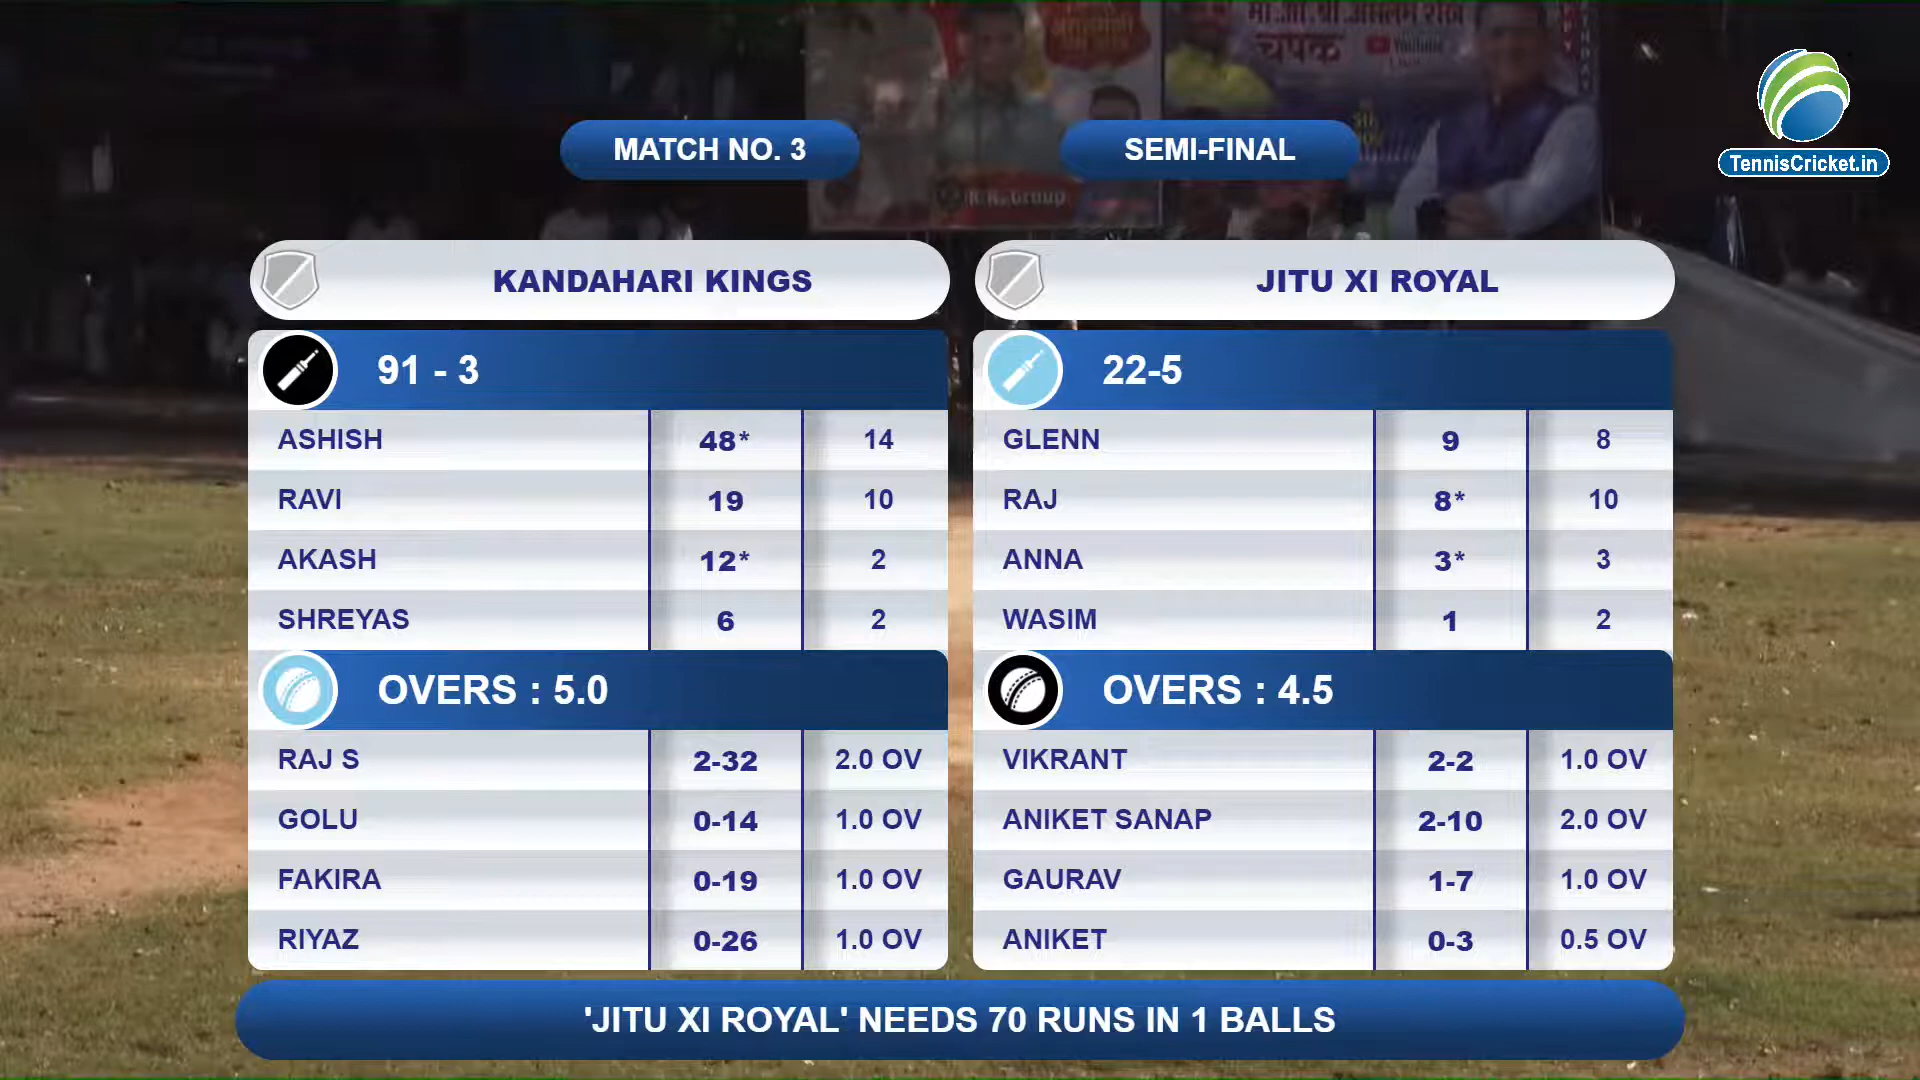 चपळ
YouTube
R.K. Group
MATCH NO. 3
SEMI-FINAL
TennisCricket.in
KANDAHARI KINGS
JITU XI ROYAL
91 - 3
22-5
ASHISH 48* 14
GLENN 9 8
RAVI 19 10
RAJ 8* 10
AKASH 12* 2
ANNA 3* 3
SHREYAS 6 2
WASIM 1 2
OVERS : 5.0
OVERS : 4.5
RAJ S 2-32 2.0 OV
VIKRANT 2-2 1.0 OV
GOLU 0-14 1.0 OV
ANIKET SANAP 2-10 2.0 OV
FAKIRA 0-19 1.0 OV
GAURAV 1-7 1.0 OV
RIYAZ 0-26 1.0 OV
ANIKET 0-3 0.5 OV
'JITU XI ROYAL' NEEDS 70 RUNS IN 1 BALLS